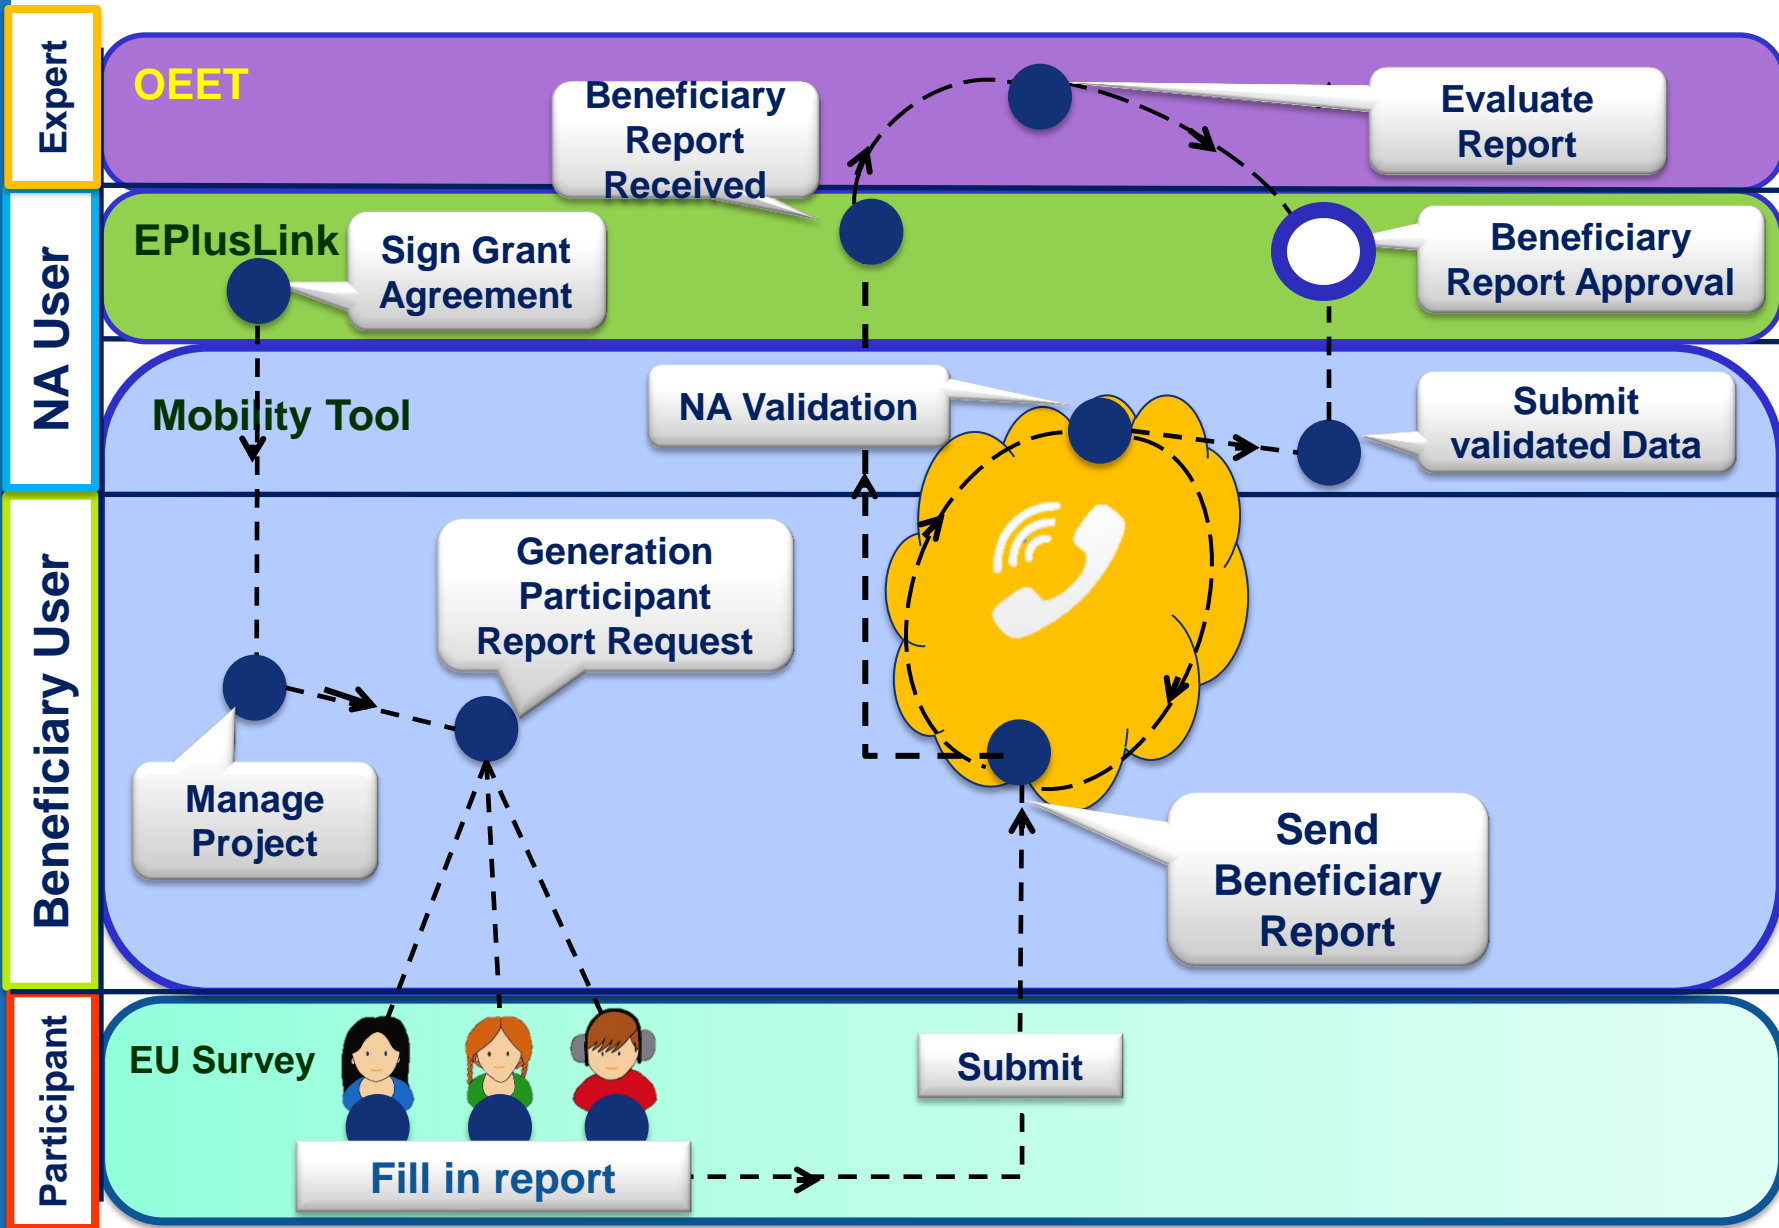 Expert
OEET
Beneficiary
Report
Received
Evaluate
Report
NA User
EPlusLink
Sign Grant
Agreement
Beneficiary
Report Approval
Mobility Tool
NA Validation
Submit
validated Data
Beneficiary User
Generation
Participant
Report Request
Manage
Project
Send
Beneficiary
Report
Participant
EU Survey
Submit
Fill in report